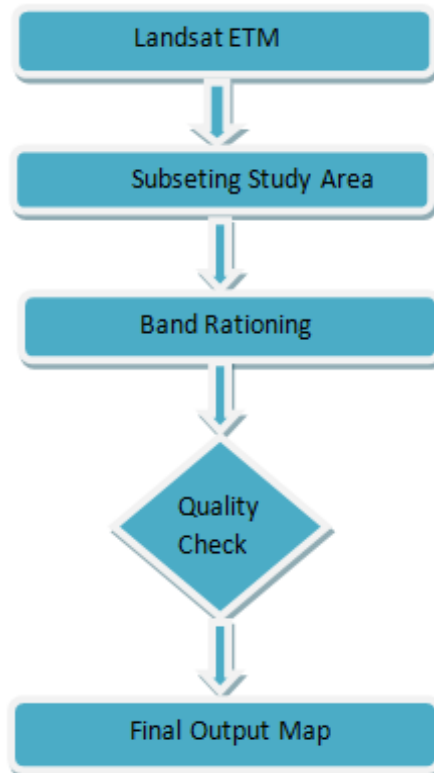 Landsat ETM
Subseting Study Area
Band Rationing
Quality
Check
Final Output Map